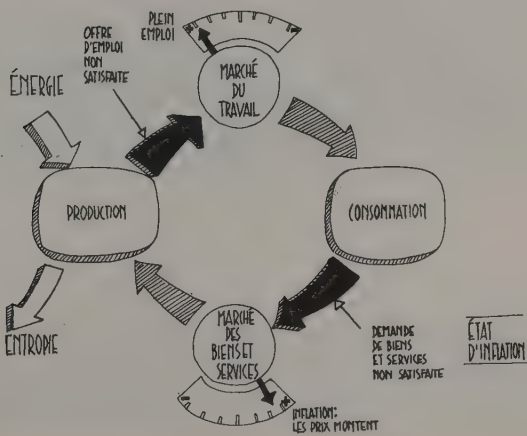 PLEIN
EMPLOI
OFFRE
D'EMPLOI
NON
SATISFAITE
MARCHÉ
DU
TRAVAIL
ÉNERGIE
PRODUCTION
CONSOMMATION
ENTROPIE
MARCHÉ
DES
BIENS ET
SERVICES
DEMANDE
DE BIENS
ET SERVICES
NON SATISFAITE
ÉTAT
D'INFLATION
INFLATION:
LES PRIX MONTENT